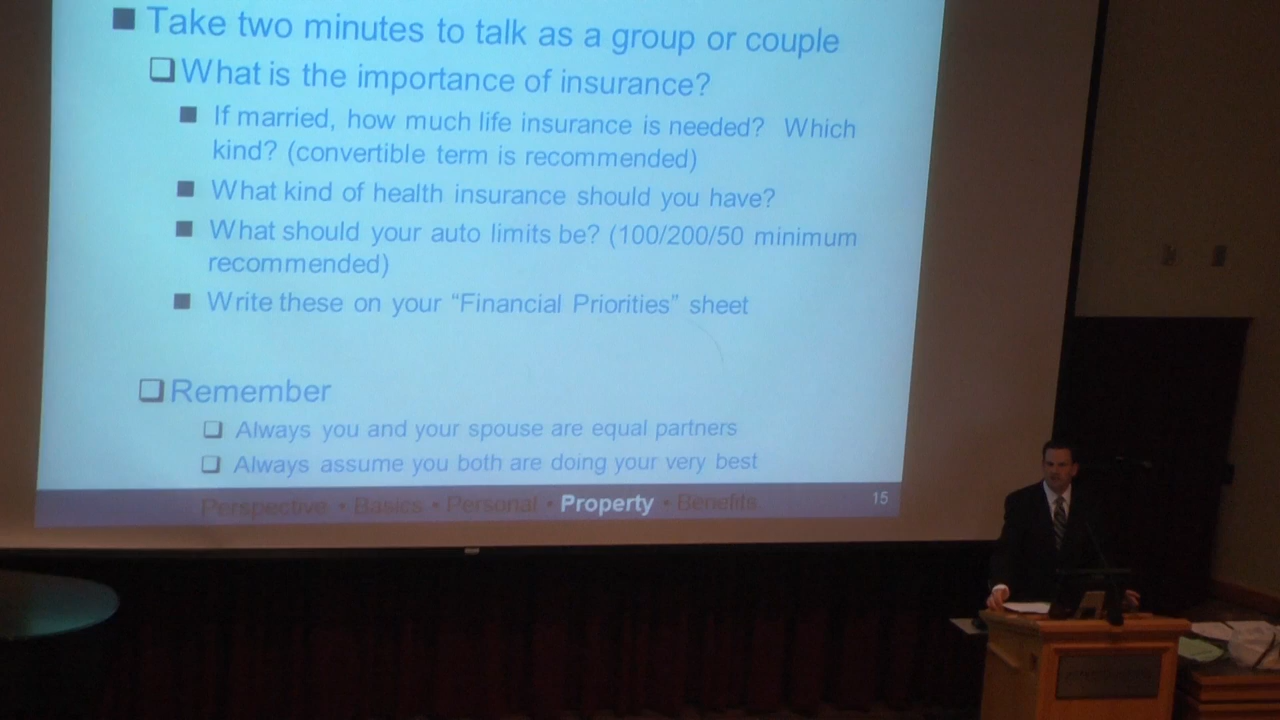 Take two minutes to talk as a group or couple
What is the importance of insurance?
If married, how much life insurance is needed? Which
kind? (convertible term is recommended)
What kind of health insurance should you have?
What should your auto limits be? (100/200/50 minimum
recommended)
Write these on your “Financial Priorities” sheet
Remember
Always you and your spouse are equal partners
Always assume you both are doing your very best
Perspective • Basics • Personal • Property • Benefits
15